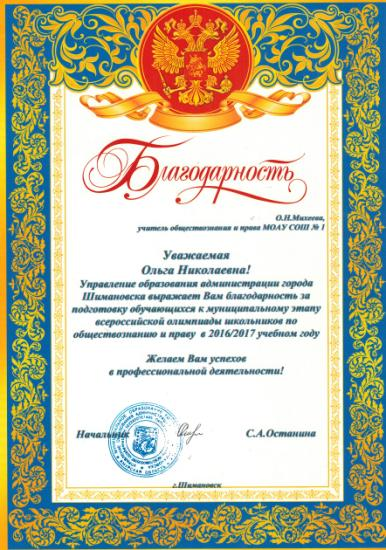 Благодарность
О.Н.Михеева,
учитель обществознания и права МОАУ СОШ № 1
Уважаемая
Ольга Николаевна!
Управление образования администрации города
Шимановска выражает Вам благодарность за
подготовку обучающихся к муниципальному этапу
всероссийской олимпиады школьников по
обществознанию и праву в 2016/2017 учебном году
Желаем Вам успехов
в профессиональной деятельности!
Начальник С.А.Останина
г.Шимановск